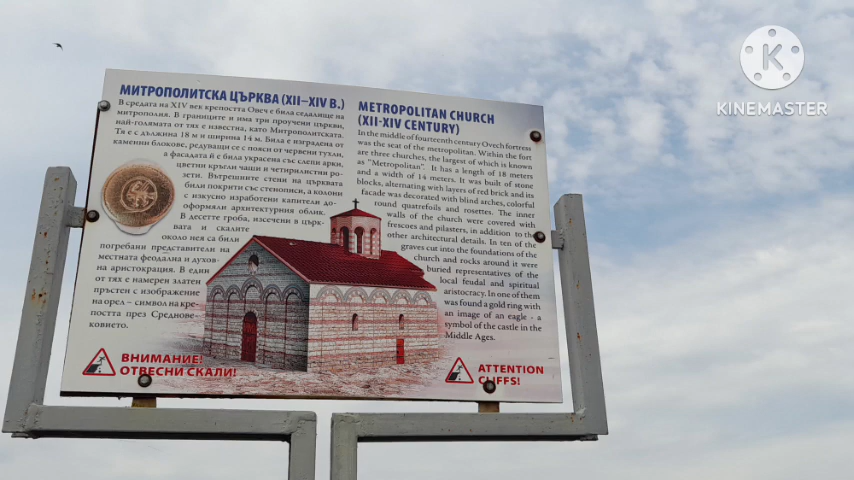 МИТРОПОЛИТСКА ЦЪРКВА (XII–XIV В.)
В средата на XIV век крепостта Овеч е била седалище на
митрополия. В границите и има три проучени църкви,
най-голямата от тях е известна, като Митрополитската.
Тя е с дължина 18 м и ширина 14 м. Била е изградена от
каменни блокове, редуващи се с пояси от червени тухли,
а фасадата й е била украсена със слепи арки,
цветни кръгли чаши и четирилистни ро-
зети. Вътрешните стени на църквата
били покрити със стенописи, а колони
с изкусно изработени капители до-
оформяли архитектурния облик.
В десетте гроба, изсечени в църк-
вата и скалите
около нея са били
погребани представители на
местната феодална и духов-
на аристокрация. В един
от тях е намерен златен
пръстен с изображение
на орел – символ на кре-
постта през Среднове-
ковието.
ВНИМАНИЕ!
ОТВЕСНИ СКАЛИ!
METROPOLITAN CHURCH
(XII-XIV CENTURY)
In the middle of fourteenth century Ovech fortress
was the seat of the metropolitan. Within the fort
are three churches, the largest of which is known
as "Metropolitan". It has a length of 18 meters
and a width of 14 meters. It was built of stone
blocks, alternating with layers of red brick and its
facade was decorated with blind arches, colorful
round quatrefoils and rosettes. The inner
walls of the church were covered with
frescoes and pilasters, in addition to the
other architectural details. In ten of the
graves cut into the foundations of the
church and rocks around it were
buried representatives of the
local feudal and spiritual
aristocracy. In one of them
was found a gold ring with
an image of an eagle - a
symbol of the castle in the
Middle Ages.
ATTENTION
CLIFFS!
KINEMASTER